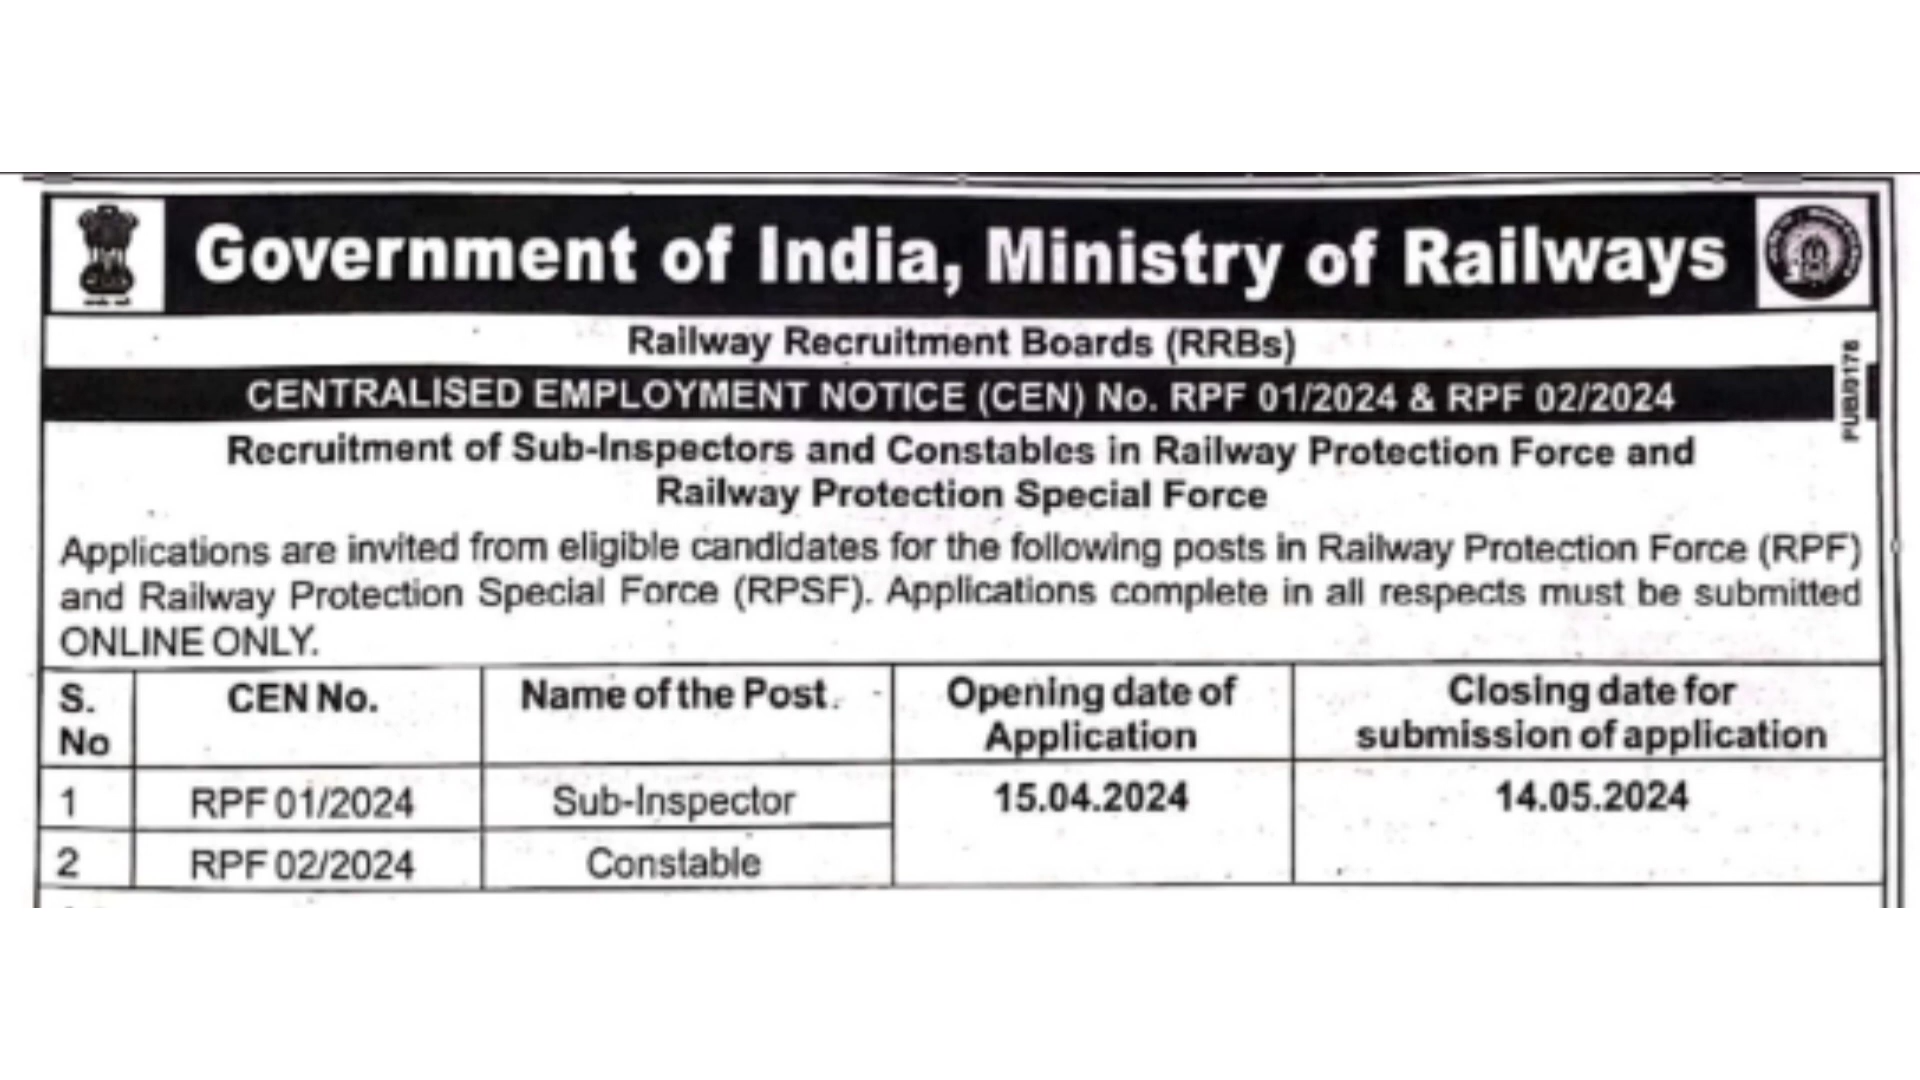 Government of India, Ministry of Railways
Railway Recruitment Boards (RRBs)
CENTRALISED EMPLOYMENT NOTICE (CEN) No. RPF 01/2024 & RPF 02/2024
PUB/0176
Recruitment of Sub-Inspectors and Constables in Railway Protection Force and
Railway Protection Special Force
Applications are invited from eligible candidates for the following posts in Railway Protection Force (RPF)
and Railway Protection Special Force (RPSF). Applications complete in all respects must be submitted
ONLINE ONLY.
S. No CEN No. Name of the Post. Opening date of Application Closing date for submission of application
1 RPF 01/2024 Sub-Inspector 15.04.2024 14.05.2024
2 RPF 02/2024 Constable